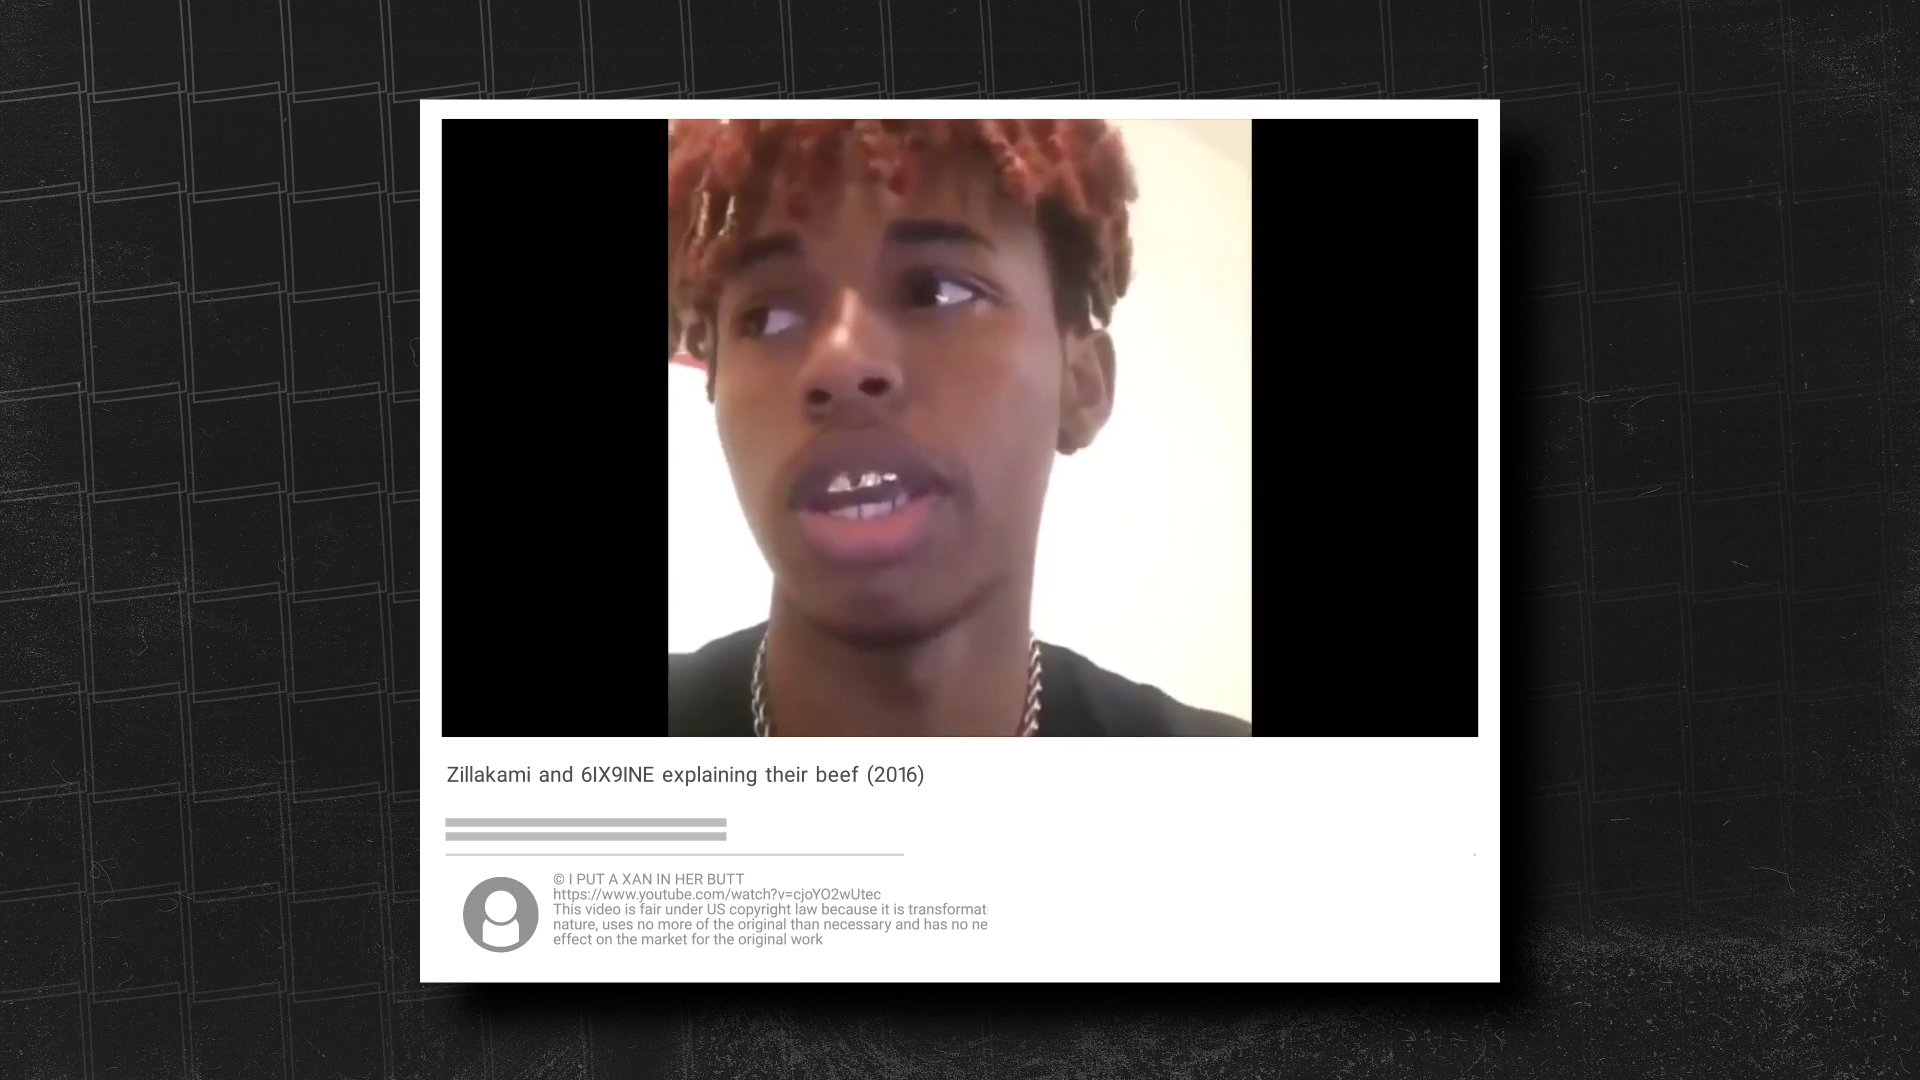 Zillakami and 6IX9INE explaining their beef (2016)
© I PUT A XAN IN HER BUTT
https://www.youtube.com/watch?v=cjoYO2wUtec
This video is fair under US copyright law because it is transformat
nature, uses no more of the original than necessary and has no ne
effect on the market for the original work